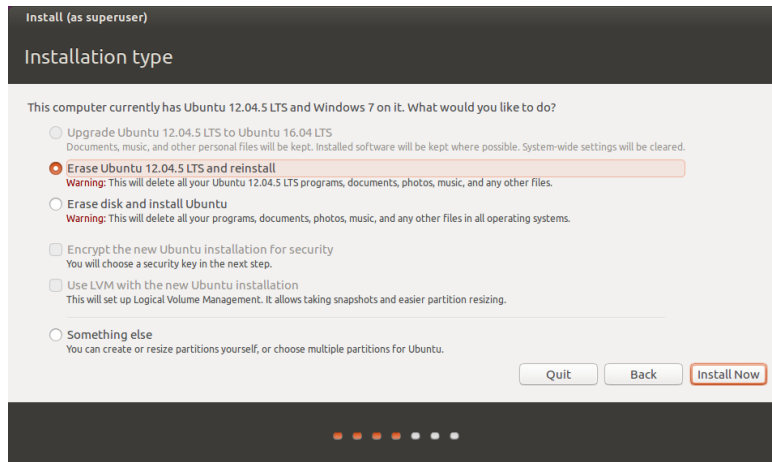 Install (as superuser)
Installation type
This computer currently has Ubuntu 12.04.5 LTS and Windows 7 on it. What would you like to do?
Upgrade Ubuntu 12.04.5 LTS to Ubuntu 16.04 LTS
Documents, music, and other personal files will be kept. Installed software will be kept where possible. System-wide settings will be cleared.
Erase Ubuntu 12.04.5 LTS and reinstall
Warning: This will delete all your Ubuntu 12.04.5 LTS programs, documents, photos, music, and any other files.
Erase disk and install Ubuntu
Warning: This will delete all your programs, documents, photos, music, and any other files in all operating systems.
Encrypt the new Ubuntu installation for security
You will choose a security key in the next step.
Use LVM with the new Ubuntu installation
This will set up Logical Volume Management. It allows taking snapshots and easier partition resizing.
Something else
You can create or resize partitions yourself, or choose multiple partitions for Ubuntu.
Quit Back Install Now